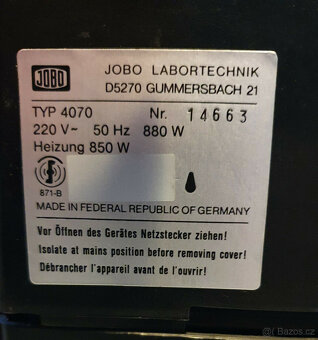 JOBO
JOBO LABORTECHNIK
D5270 GUMMERSBACH 21
TYP 4070 Nr. 14663
220 V~ 50 Hz 880 W
Heizung 850 W
871-B
MADE IN FEDERAL REPUBLIC OF GERMANY
Vor Öffnen des Gerätes Netzstecker ziehen!
Isolate at mains position before removing cover!
Débrancher l'appareil avant de l'ouvrir!
Sbazar.cz